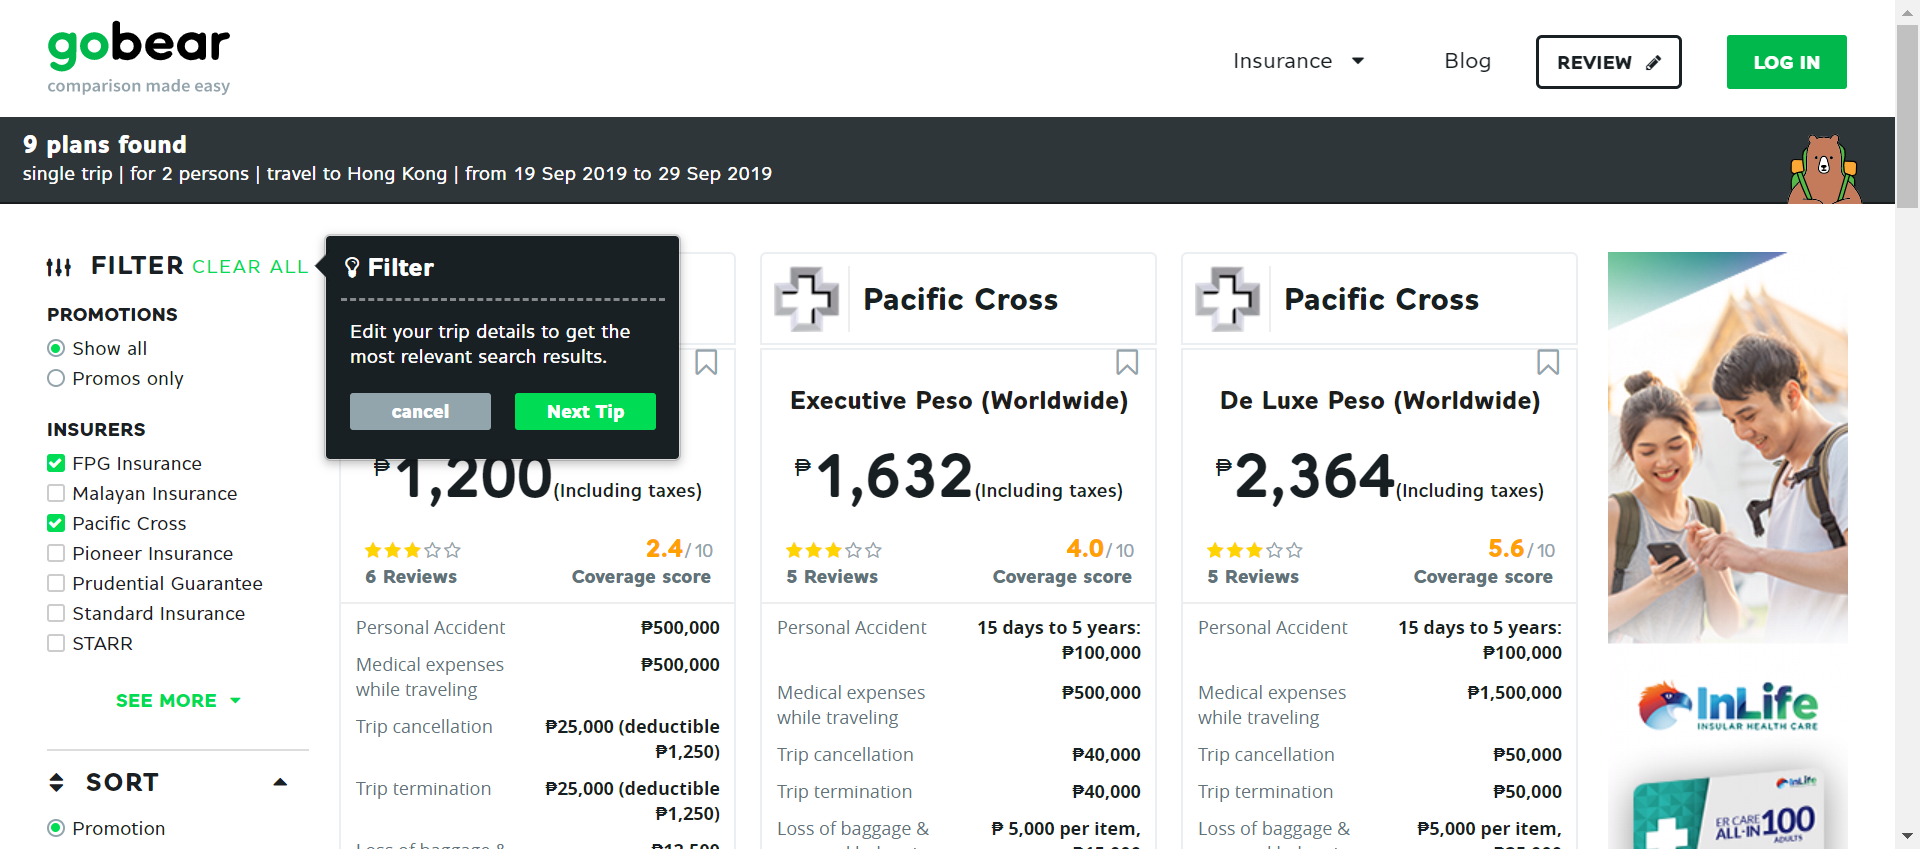 gobear
comparison made easy
Insurance
Blog
REVIEW
LOG IN
9 plans found
single trip | for 2 persons | travel to Hong Kong | from 19 Sep 2019 to 29 Sep 2019
FILTER CLEAR ALL
PROMOTIONS
Show all
Promos only
INSURERS
FPG Insurance
Malayan Insurance
Pacific Cross
Pioneer Insurance
Prudential Guarantee
Standard Insurance
STARR
SEE MORE
SORT
Promotion
Filter
Edit your trip details to get the
most relevant search results.
cancel
Next Tip
₱1,200(Including taxes)
2.4/10
6 Reviews
Coverage score
Personal Accident
₱500,000
Medical expenses
while traveling
₱500,000
Trip cancellation
₱25,000 (deductible
₱1,250)
Trip termination
₱25,000 (deductible
₱1,250)
Loss of baggage &
₱12,500
Pacific Cross
Executive Peso (Worldwide)
₱1,632(Including taxes)
4.0/10
5 Reviews
Coverage score
Personal Accident
15 days to 5 years:
₱100,000
Medical expenses
while traveling
₱500,000
Trip cancellation
₱40,000
Trip termination
₱40,000
Loss of baggage &
₱ 5,000 per item,
Pacific Cross
De Luxe Peso (Worldwide)
₱2,364(Including taxes)
5.6/10
5 Reviews
Coverage score
Personal Accident
15 days to 5 years:
₱100,000
Medical expenses
while traveling
₱1,500,000
Trip cancellation
₱50,000
Trip termination
₱50,000
Loss of baggage &
₱5,000 per item,
InLife
INSULAR HEALTH CARE
InLife
ER CARE
ALL-IN 100
ADULTS